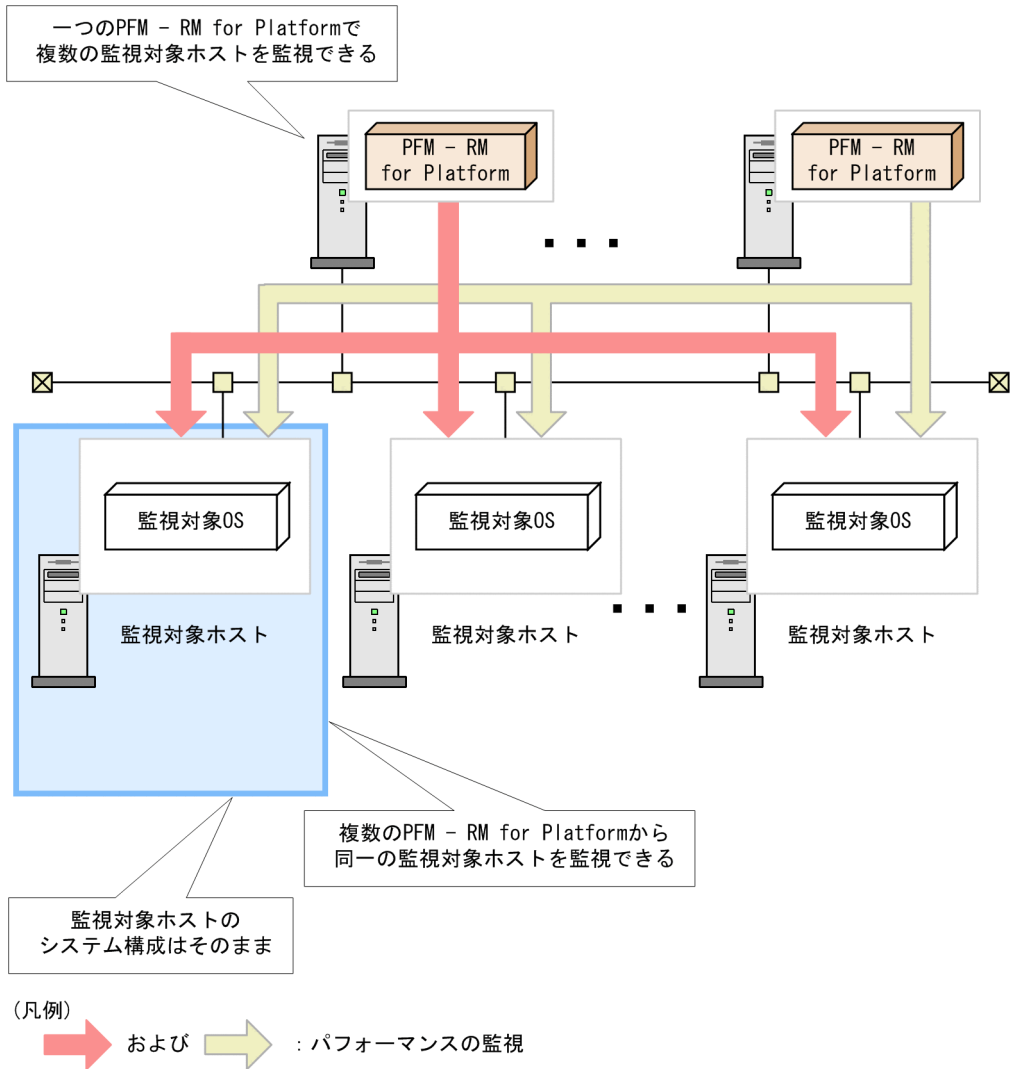 一つのPFM - RM for Platformで
複数の監視対象ホストを監視できる
PFM - RM
for Platform
PFM - RM
for Platform
監視対象OS
監視対象OS
監視対象OS
監視対象ホスト
監視対象ホスト
監視対象ホスト
複数のPFM - RM for Platformから
同一の監視対象ホストを監視できる
監視対象ホストの
システム構成はそのまま
(凡例)
および : パフォーマンスの監視